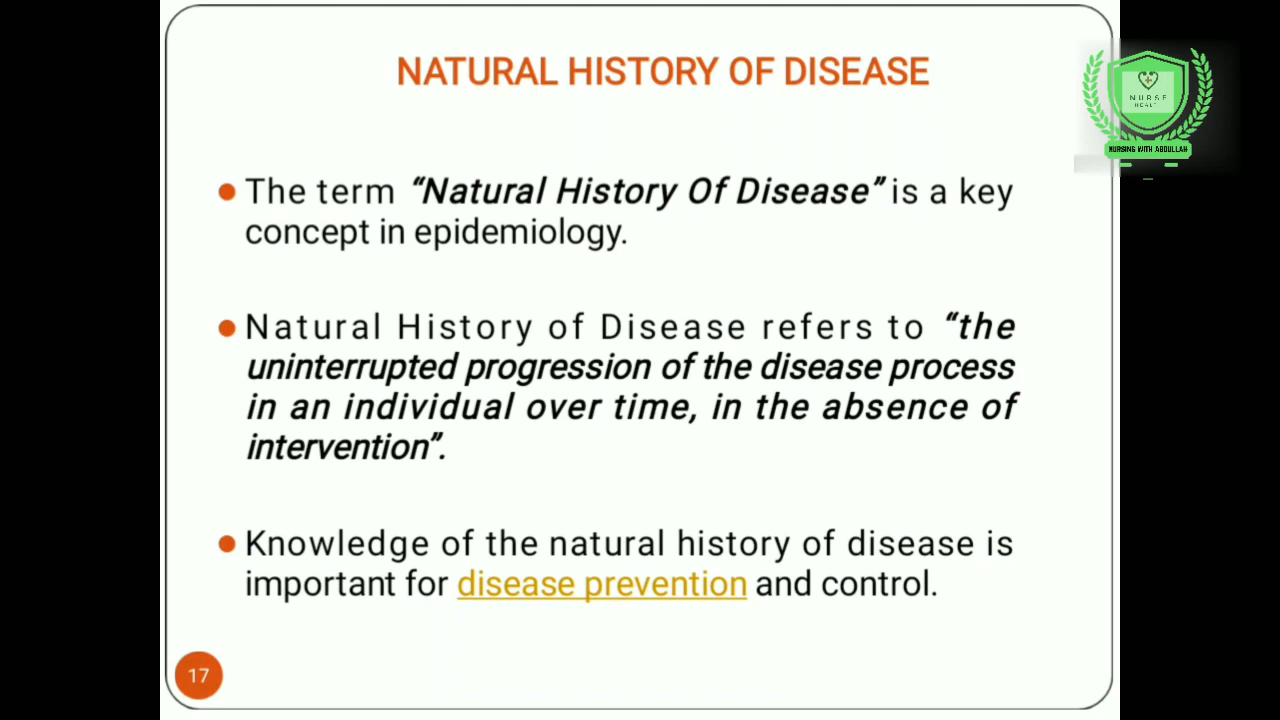 NATURAL HISTORY OF DISEASE
NURSE
HEALT
NURSING WITH ABDULLAH
The term “Natural History Of Disease” is a key
concept in epidemiology.
Natural History of Disease refers to “the
uninterrupted progression of the disease process
in an individual over time, in the absence of
intervention”.
Knowledge of the natural history of disease is
important for disease prevention and control.
17